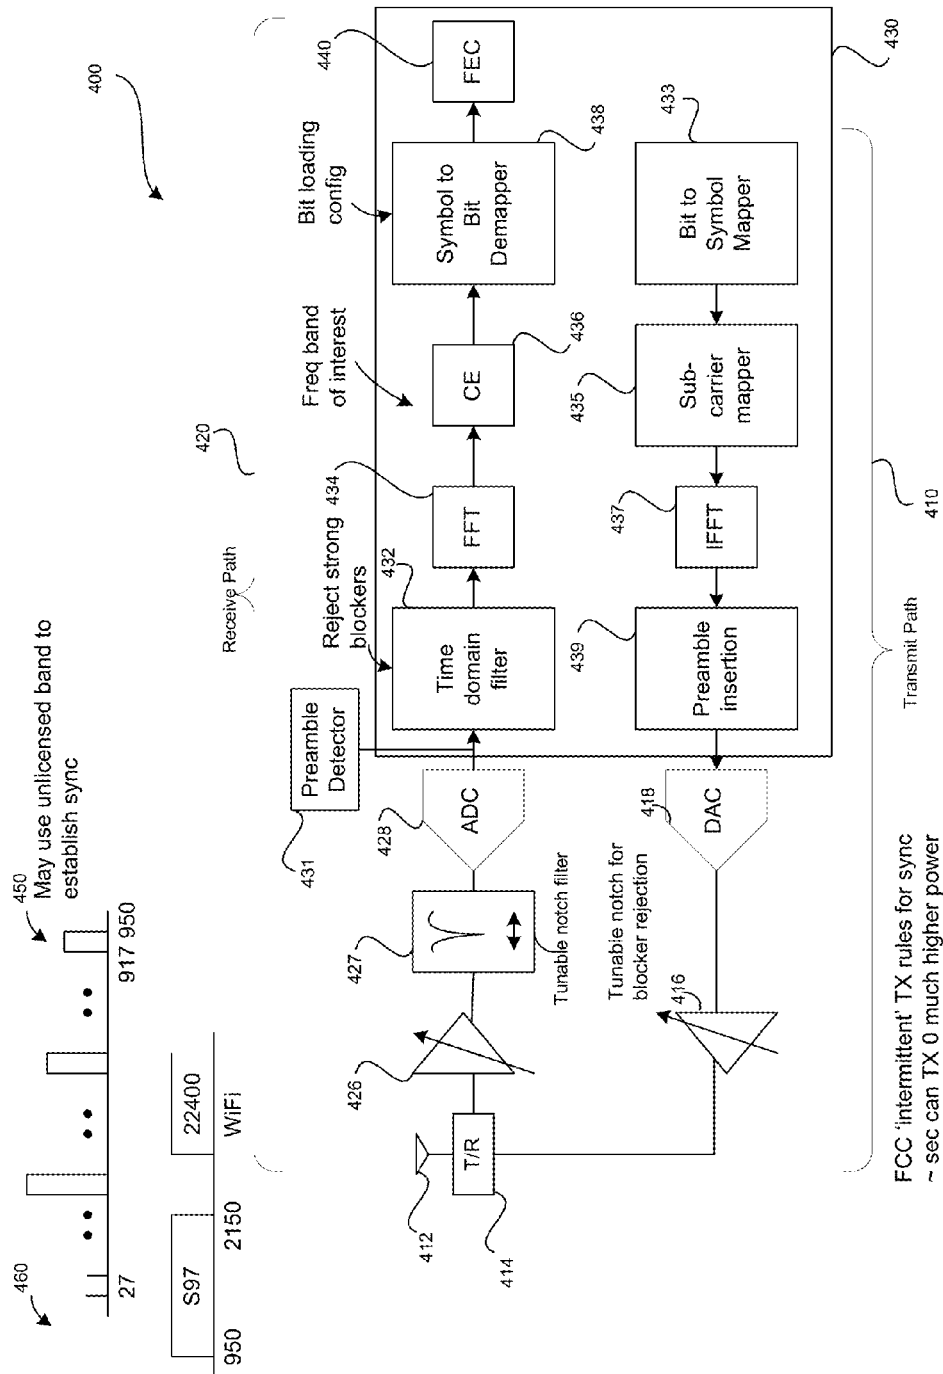 400
460
27
917 950
450
May use unlicensed band to
establish sync
S97
950
2150
22400
WiFi
Receive Path
420
412
T/R
414
426
427
Tunable notch filter
ADC
428
Preamble
Detector
431
Reject strong
blockers
432
Time
domain
filter
434
FFT
Freq band
of interest
CE
436
Bit loading
config
Symbol to
Bit
Demapper
438
440
FEC
430
Tunable notch for
blocker rejection
416
418
DAC
439
Preamble
insertion
437
IFFT
435
Sub-
carrier
mapper
433
Bit to
Symbol
Mapper
410
Transmit Path
FCC 'intermittent' TX rules for sync
~ sec can TX 0 much higher power